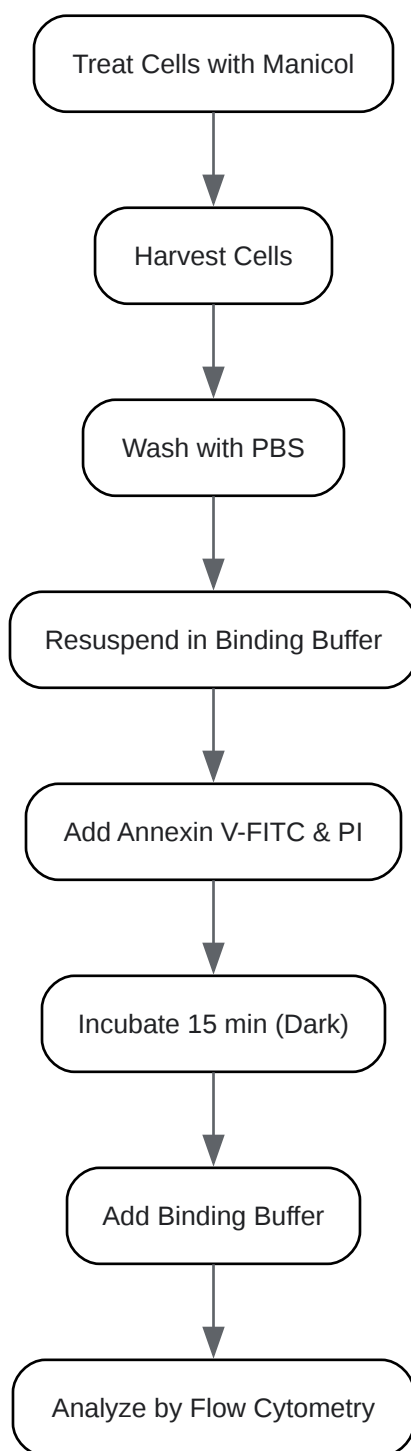 Treat Cells with Manicol
Harvest Cells
Wash with PBS
Resuspend in Binding Buffer
Add Annexin V-FITC & PI
Incubate 15 min (Dark)
Add Binding Buffer
Analyze by Flow Cytometry